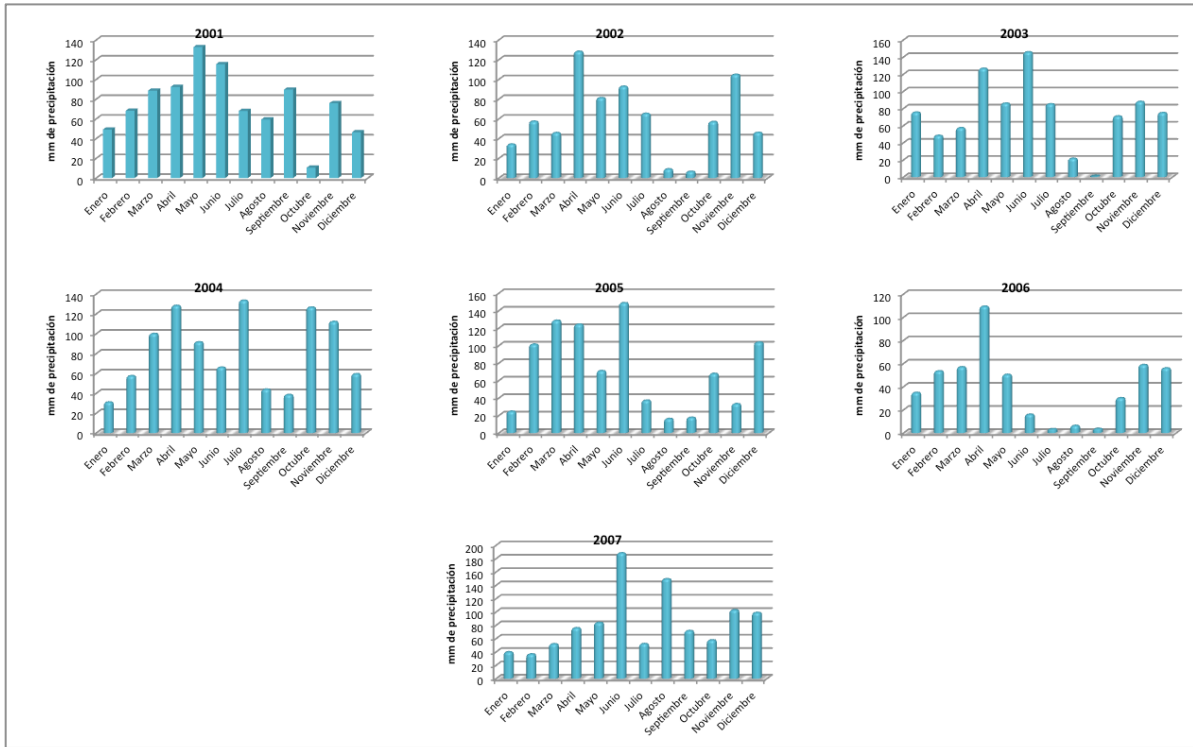 2001
mm de precipitación
140
120
100
80
60
40
20
0
Enero
Febrero
Marzo
Abril
Mayo
Junio
Julio
Agosto
Septiembre
Octubre
Noviembre
Diciembre
2002
mm de precipitación
140
120
100
80
60
40
20
0
Enero
Febrero
Marzo
Abril
Mayo
Junio
Julio
Agosto
Septiembre
Octubre
Noviembre
Diciembre
2003
mm de precipitación
160
140
120
100
80
60
40
20
0
Enero
Febrero
Marzo
Abril
Mayo
Junio
Julio
Agosto
Septiembre
Octubre
Noviembre
Diciembre
2004
mm de precipitación
140
120
100
80
60
40
20
0
Enero
Febrero
Marzo
Abril
Mayo
Junio
Julio
Agosto
Septiembre
Octubre
Noviembre
Diciembre
2005
mm de precipitación
160
140
120
100
80
60
40
20
0
Enero
Febrero
Marzo
Abril
Mayo
Junio
Julio
Agosto
Septiembre
Octubre
Noviembre
Diciembre
2006
mm de precipitación
120
100
80
60
40
20
0
Enero
Febrero
Marzo
Abril
Mayo
Junio
Julio
Agosto
Septiembre
Octubre
Noviembre
Diciembre
2007
mm de precipitación
200
180
160
140
120
100
80
60
40
20
0
Enero
Febrero
Marzo
Abril
Mayo
Junio
Julio
Agosto
Septiembre
Octubre
Noviembre
Diciembre